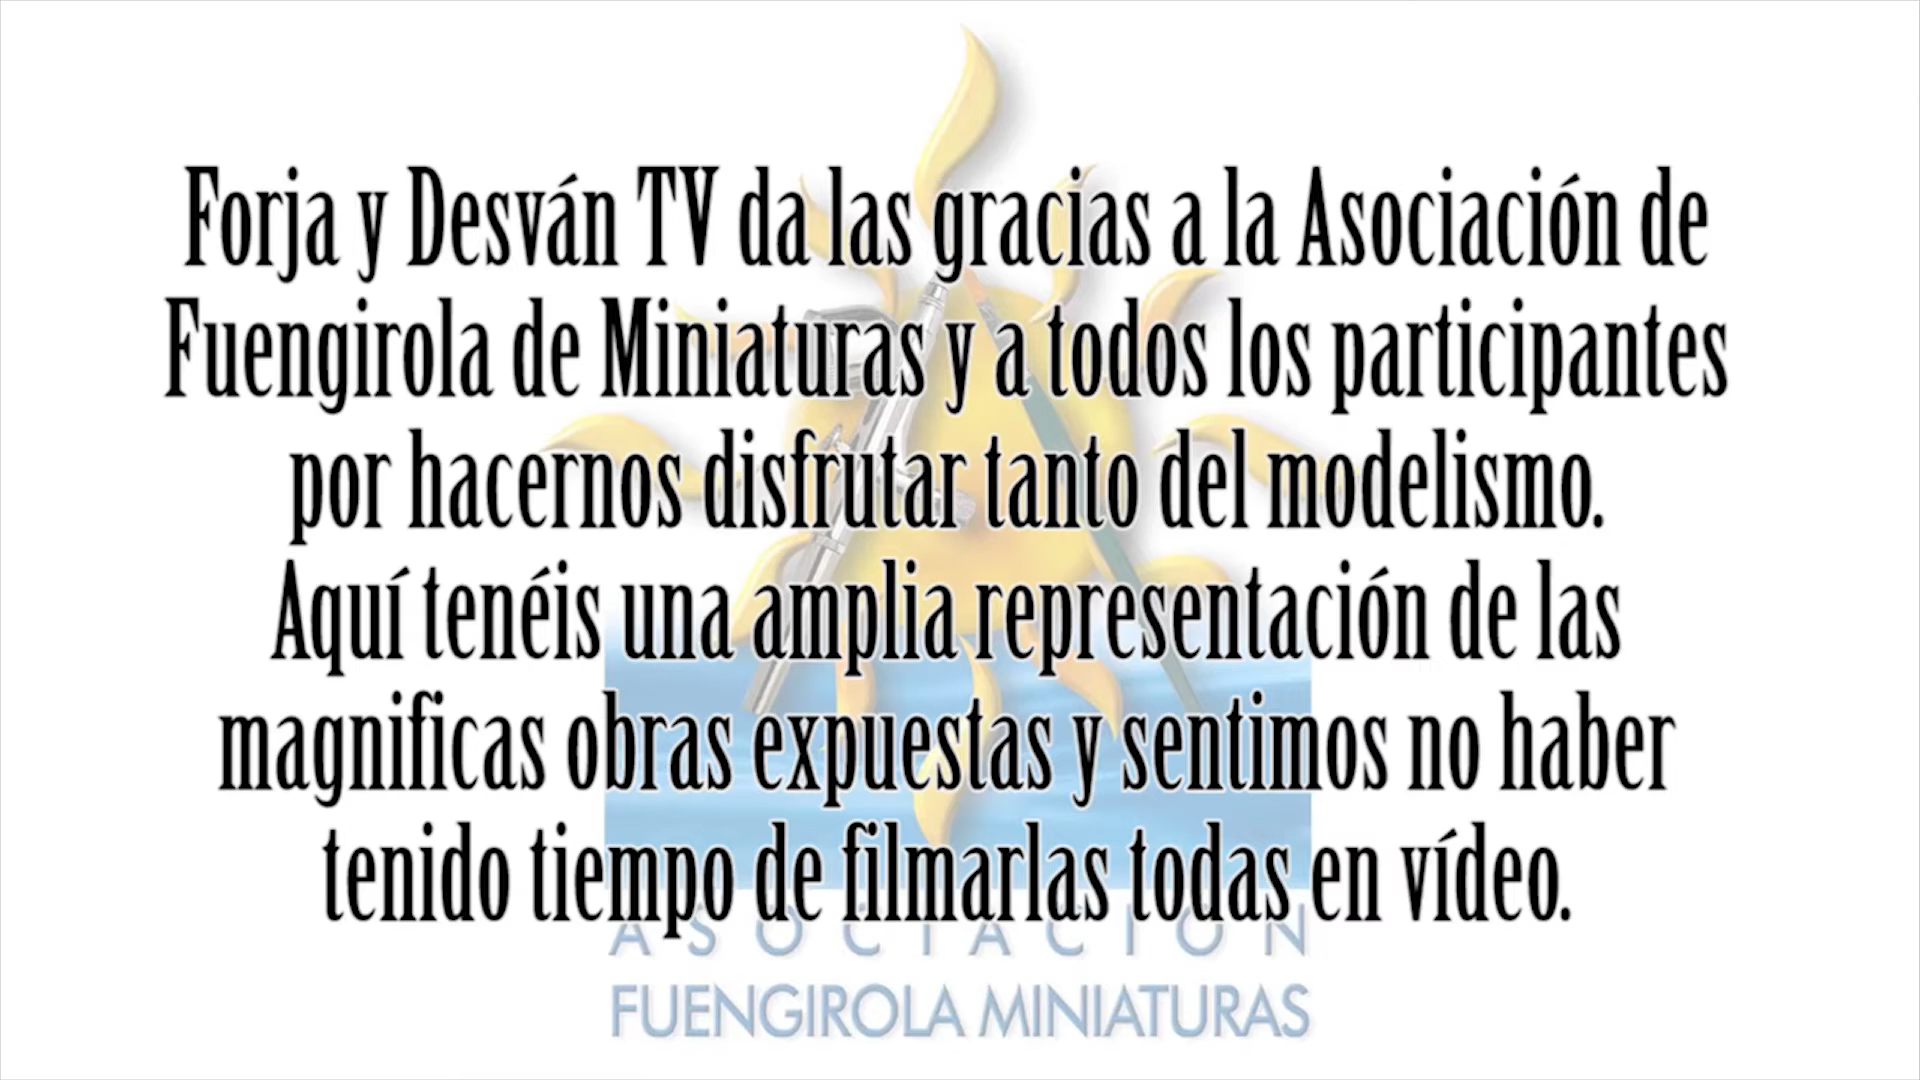 Forja y Desván TV da las gracias a la Asociación de
Fuengirola de Miniaturas y a todos los participantes
por hacernos disfrutar tanto del modelismo.
Aquí tenéis una amplia representación de las
magnificas obras expuestas y sentimos no haber
tenido tiempo de filmarlas todas en vídeo.
ASOCIACIÓN
FUENGIROLA MINIATURAS